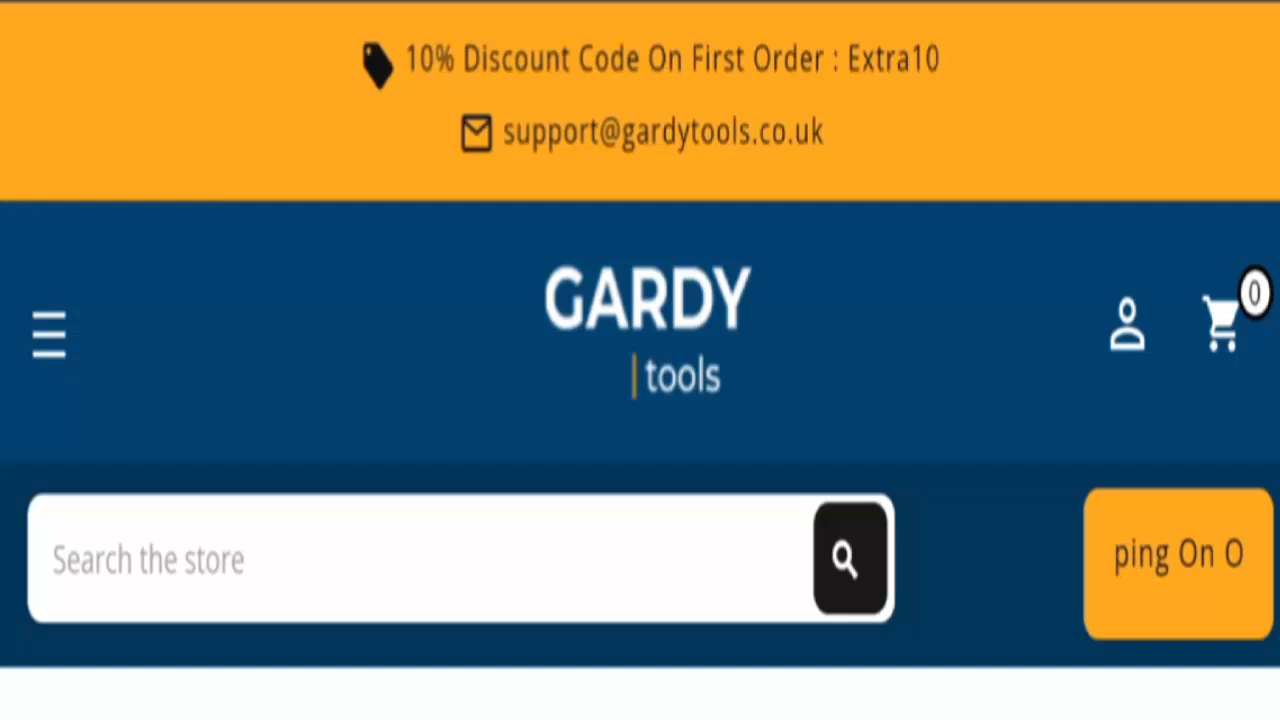 10% Discount Code On First Order : Extra10
support@gardytools.co.uk
GARDY
| tools
0
Search the store
ping On O